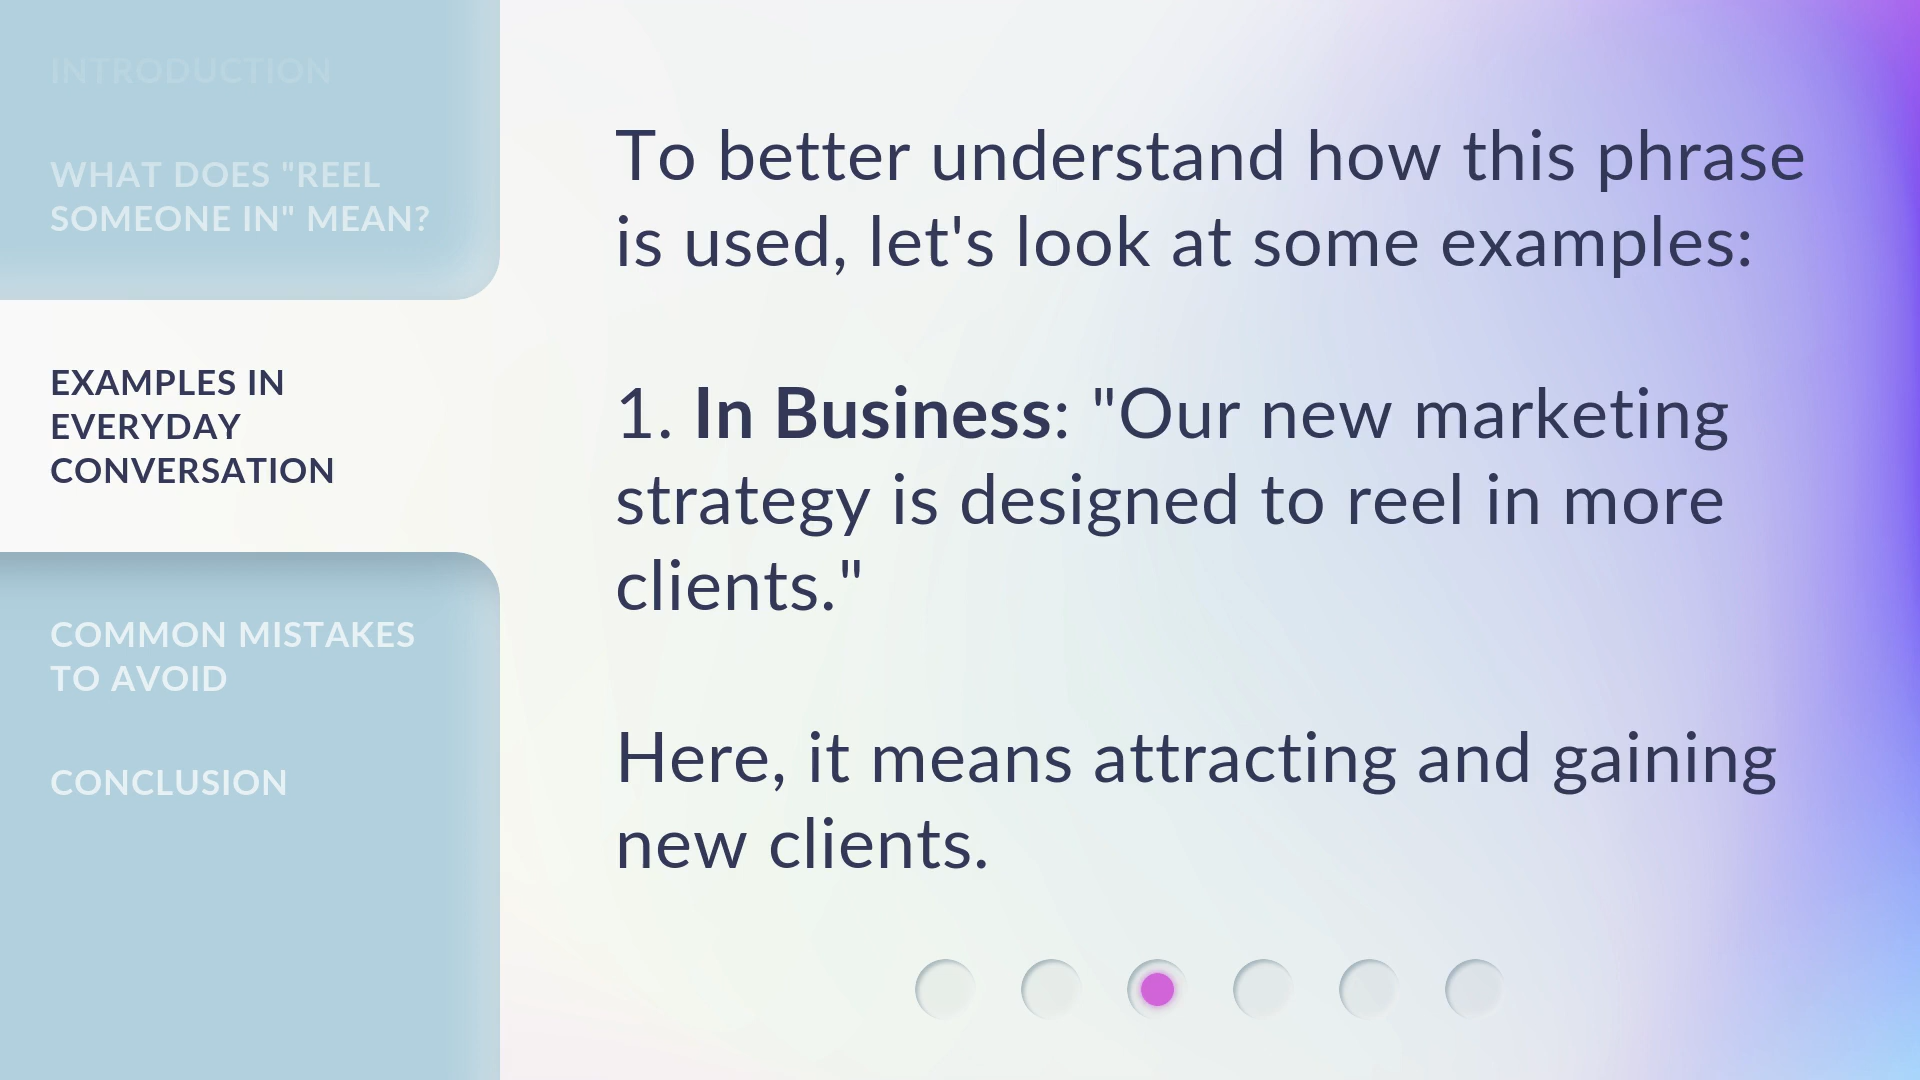 INTRODUCTION
WHAT DOES "REEL
SOMEONE IN" MEAN?
EXAMPLES IN
EVERYDAY
CONVERSATION
COMMON MISTAKES
TO AVOID
CONCLUSION
To better understand how this phrase
is used, let's look at some examples:
1. In Business: "Our new marketing
strategy is designed to reel in more
clients."
Here, it means attracting and gaining
new clients.